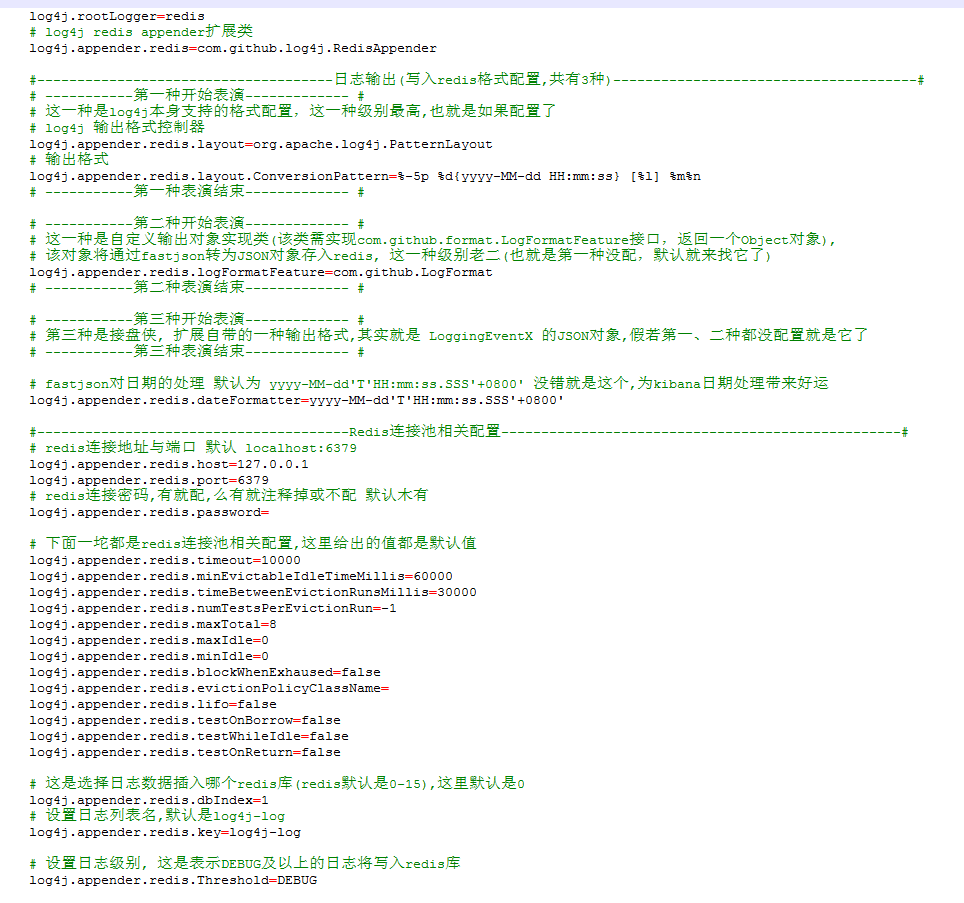 log4j.rootLogger=redis
# log4j redis appender扩展类
log4j.appender.redis=com.github.log4j.RedisAppender
#-------------------------------------日志输出(写入redis格式配置,共有3种)--------------------------------------#
# -----------第一种开始表演------------- #
# 这一种是log4j本身支持的格式配置，这一种级别最高,也就是如果配置了
# log4j 输出格式控制器
log4j.appender.redis.layout=org.apache.log4j.PatternLayout
# 输出格式
log4j.appender.redis.layout.ConversionPattern=%-5p %d{yyyy-MM-dd HH:mm:ss} [%l] %m%n
# -----------第一种表演结束------------- #
# -----------第二种开始表演------------- #
# 这一种是自定义输出对象实现类(该类需实现com.github.format.LogFormatFeature接口，返回一个Object对象),
# 该对象将通过fastjson转为JSON对象存入redis, 这一种级别老二(也就是第一种没配，默认就来找它了)
log4j.appender.redis.logFormatFeature=com.github.LogFormat
# -----------第二种表演结束------------- #
# -----------第三种开始表演------------- #
# 第三种是接盘侠, 扩展自带的一种输出格式,其实就是 LoggingEventX 的JSON对象,假若第一、二种都没配置就是它了
# -----------第三种表演结束------------- #
# fastjson对日期的处理 默认为 yyyy-MM-dd'T'HH:mm:ss.SSS'+0800' 没错就是这个,为kibana日期处理带来好运
log4j.appender.redis.dateFormatter=yyyy-MM-dd'T'HH:mm:ss.SSS'+0800'
#---------------------------------------Redis连接池相关配置--------------------------------------------------#
# redis连接地址与端口 默认 localhost:6379
log4j.appender.redis.host=127.0.0.1
log4j.appender.redis.port=6379
# redis连接密码,有就配,么有就注释掉或不配 默认木有
log4j.appender.redis.password=
# 下面一坨都是redis连接池相关配置,这里给出的值都是默认值
log4j.appender.redis.timeout=10000
log4j.appender.redis.minEvictableIdleTimeMillis=60000
log4j.appender.redis.timeBetweenEvictionRunsMillis=30000
log4j.appender.redis.numTestsPerEvictionRun=-1
log4j.appender.redis.maxTotal=8
log4j.appender.redis.maxIdle=0
log4j.appender.redis.minIdle=0
log4j.appender.redis.blockWhenExhaused=false
log4j.appender.redis.evictionPolicyClassName=
log4j.appender.redis.lifo=false
log4j.appender.redis.testOnBorrow=false
log4j.appender.redis.testWhileIdle=false
log4j.appender.redis.testOnReturn=false
# 这是选择日志数据插入哪个redis库(redis默认是0-15),这里默认是0
log4j.appender.redis.dbIndex=1
# 设置日志列表名,默认是log4j-log
log4j.appender.redis.key=log4j-log
# 设置日志级别, 这是表示DEBUG及以上的日志将写入redis库
log4j.appender.redis.Threshold=DEBUG